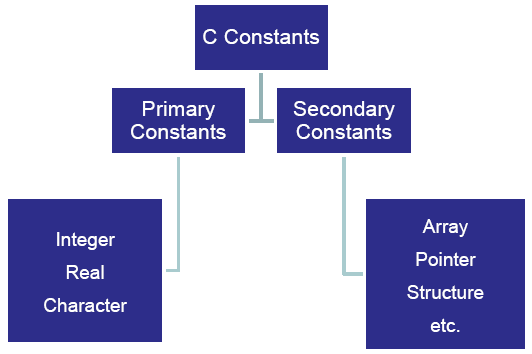 C Constants
Primary
Constants
Secondary
Constants
Integer
Real
Character
Array
Pointer
Structure
etc.